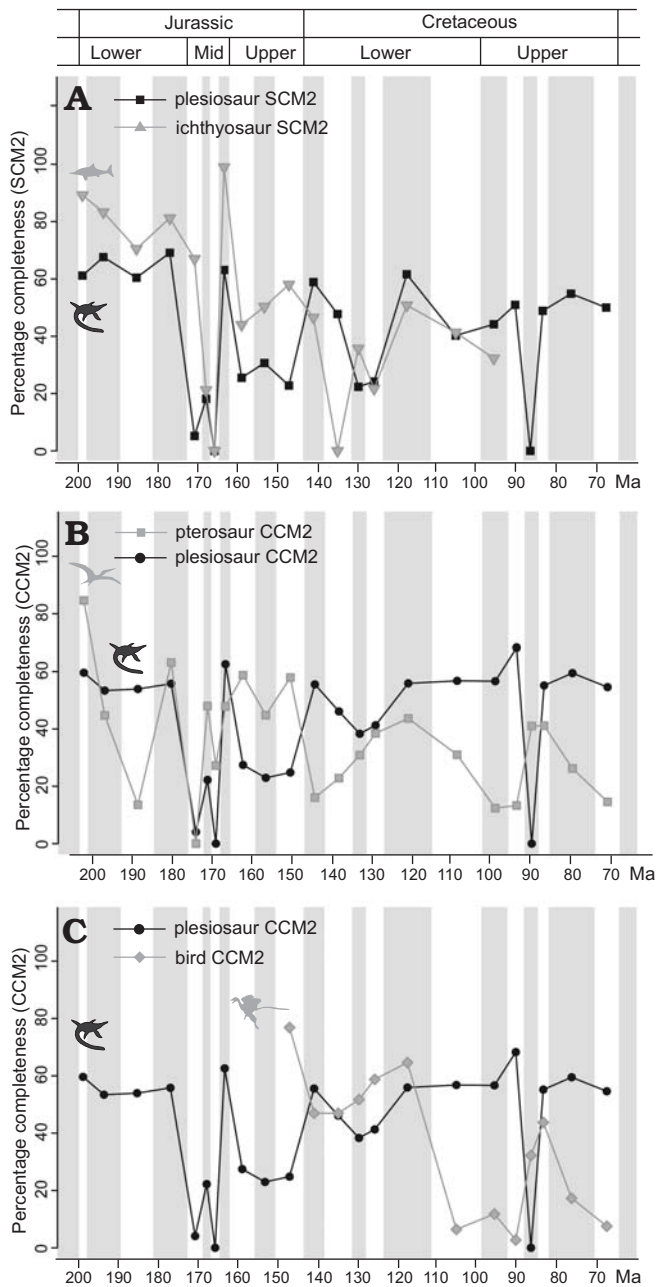 Jurassic Cretaceous
Lower Mid Upper Lower Upper
A
plesiosaur SCM2
ichthyosaur SCM2
Percentage completeness (SCM2)
100
80
60
40
20
0
200 190 180 170 160 150 140 130 120 110 100 90 80 70 Ma
B
pterosaur CCM2
plesiosaur CCM2
Percentage completeness (CCM2)
100
80
60
40
20
0
200 190 180 170 160 150 140 130 120 110 100 90 80 70 Ma
C
plesiosaur CCM2
bird CCM2
Percentage completeness (CCM2)
100
80
60
40
20
0
200 190 180 170 160 150 140 130 120 110 100 90 80 70 Ma